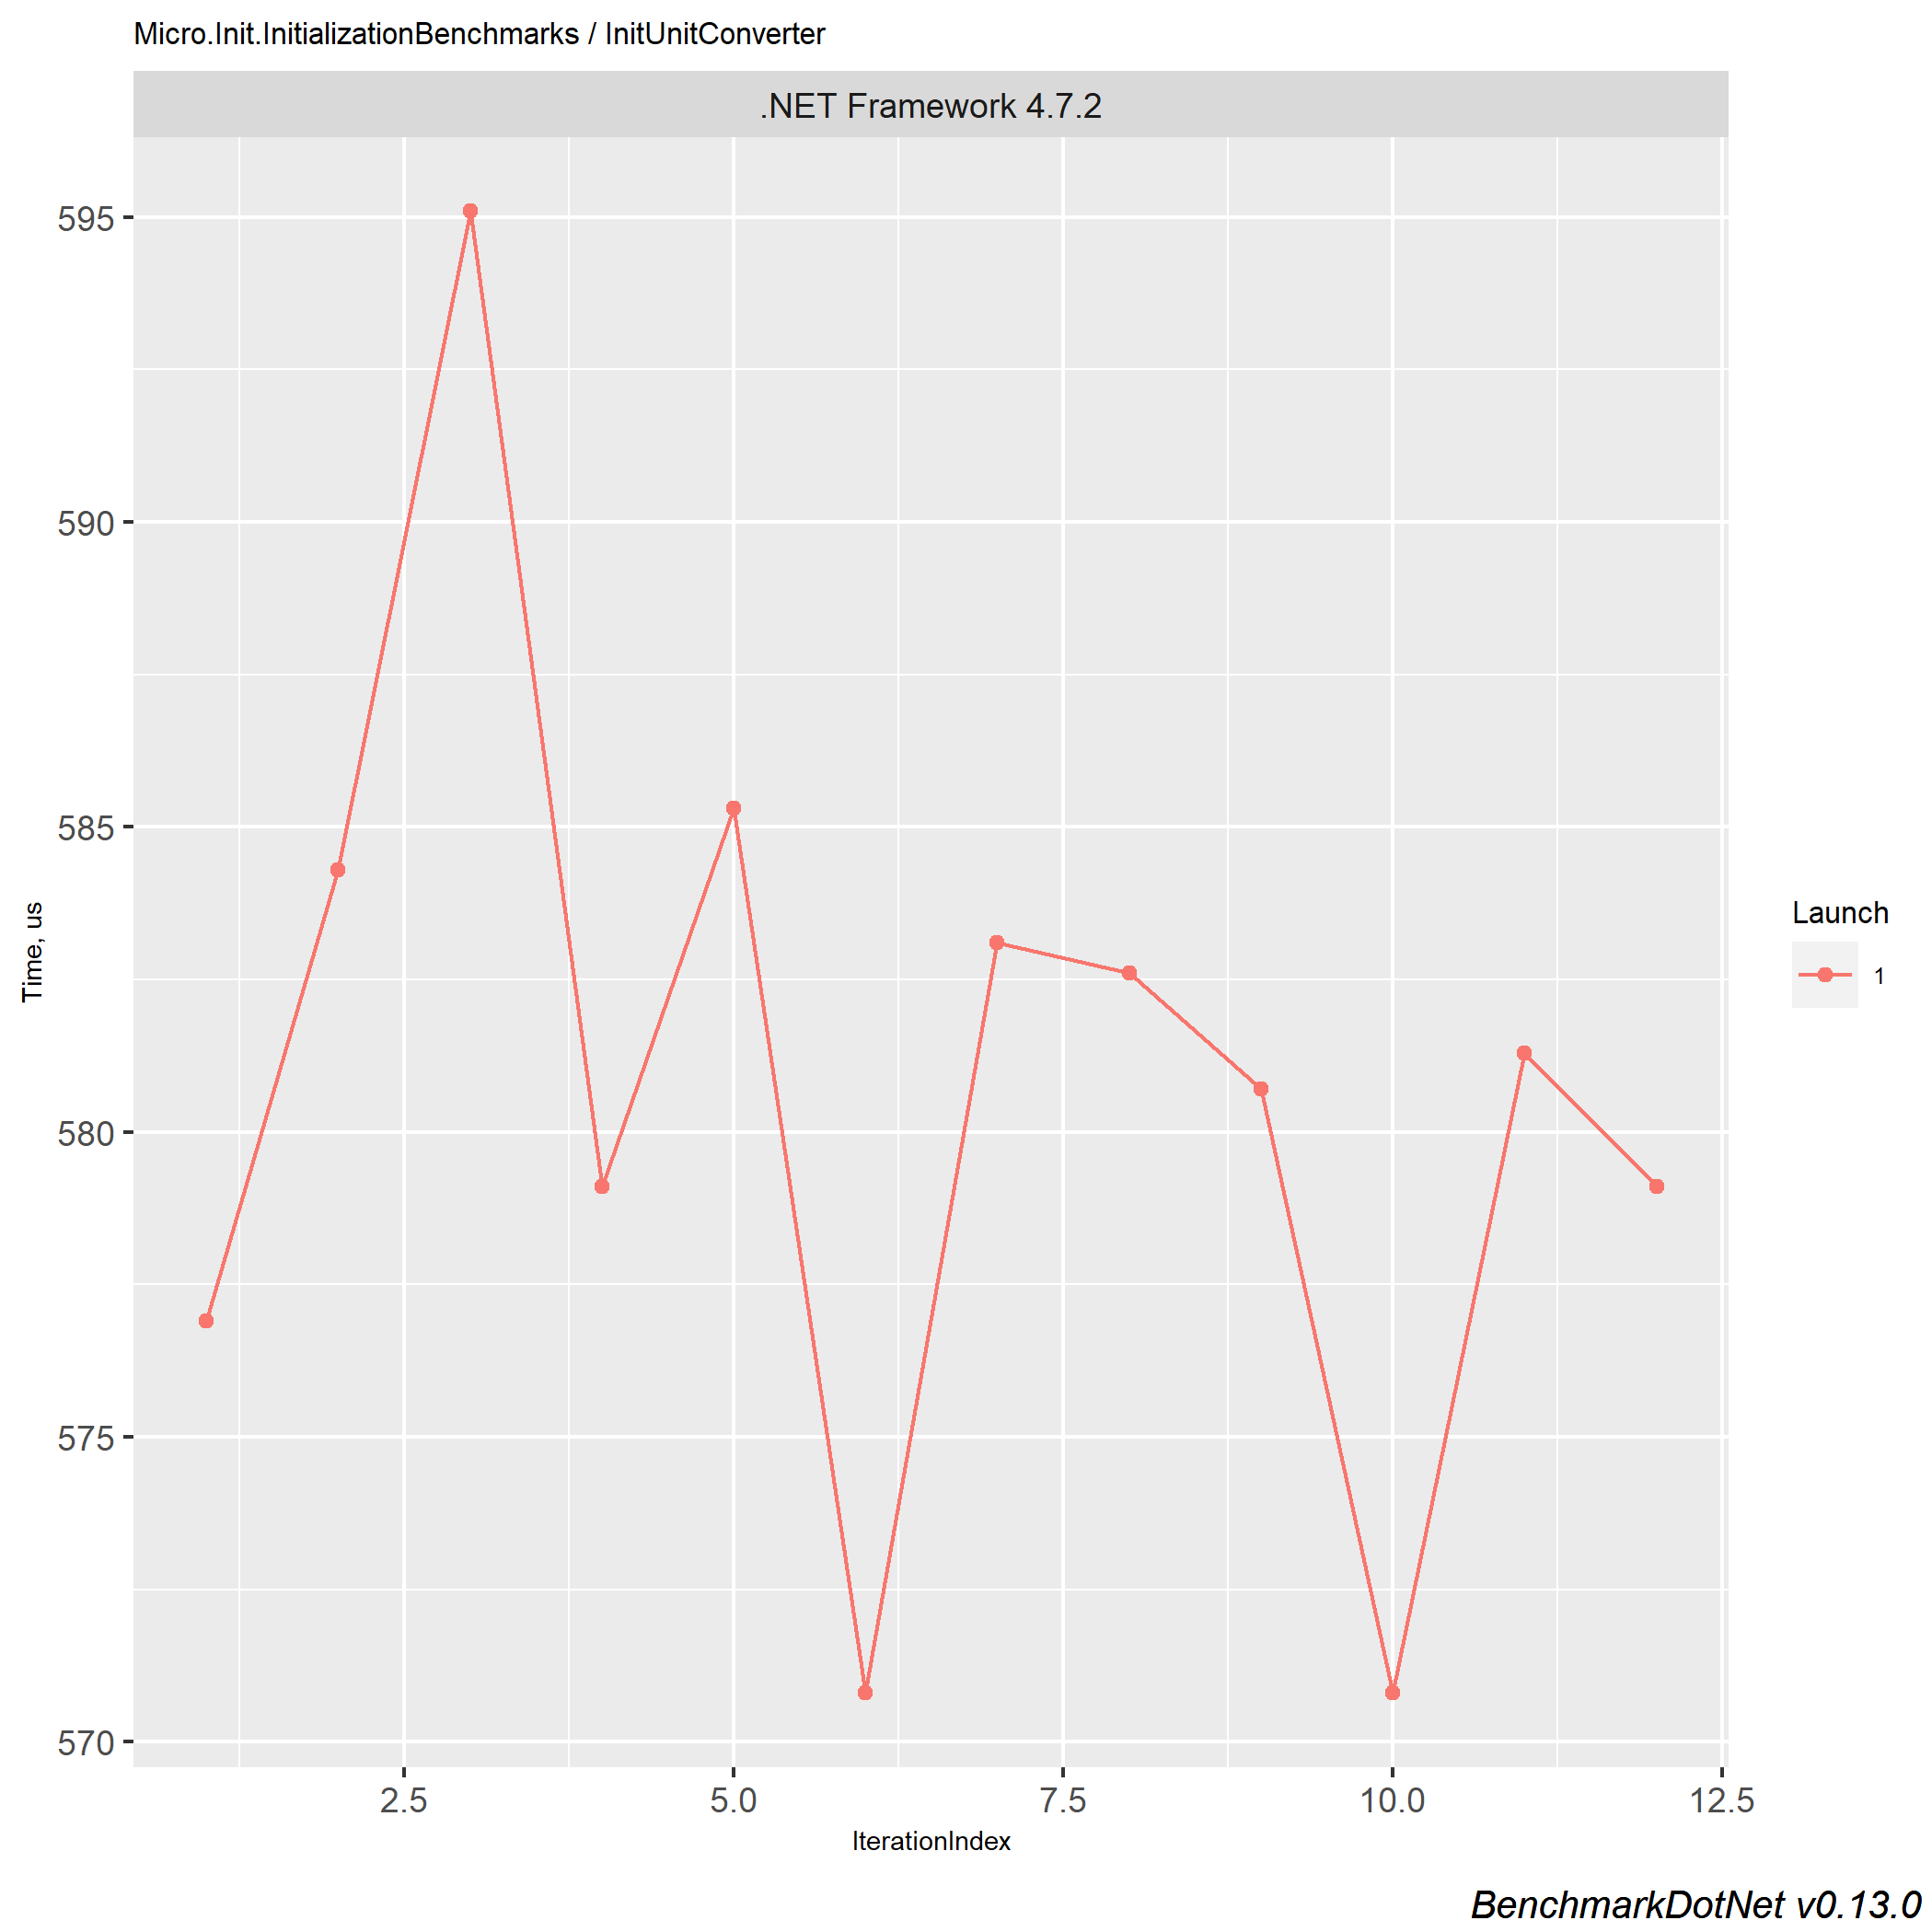 Micro.Init.InitializationBenchmarks / InitUnitConverter
.NET Framework 4.7.2
595
590
585
580
575
570
Time, us
2.5 5.0 7.5 10.0 12.5
IterationIndex
Launch
1
BenchmarkDotNet v0.13.0